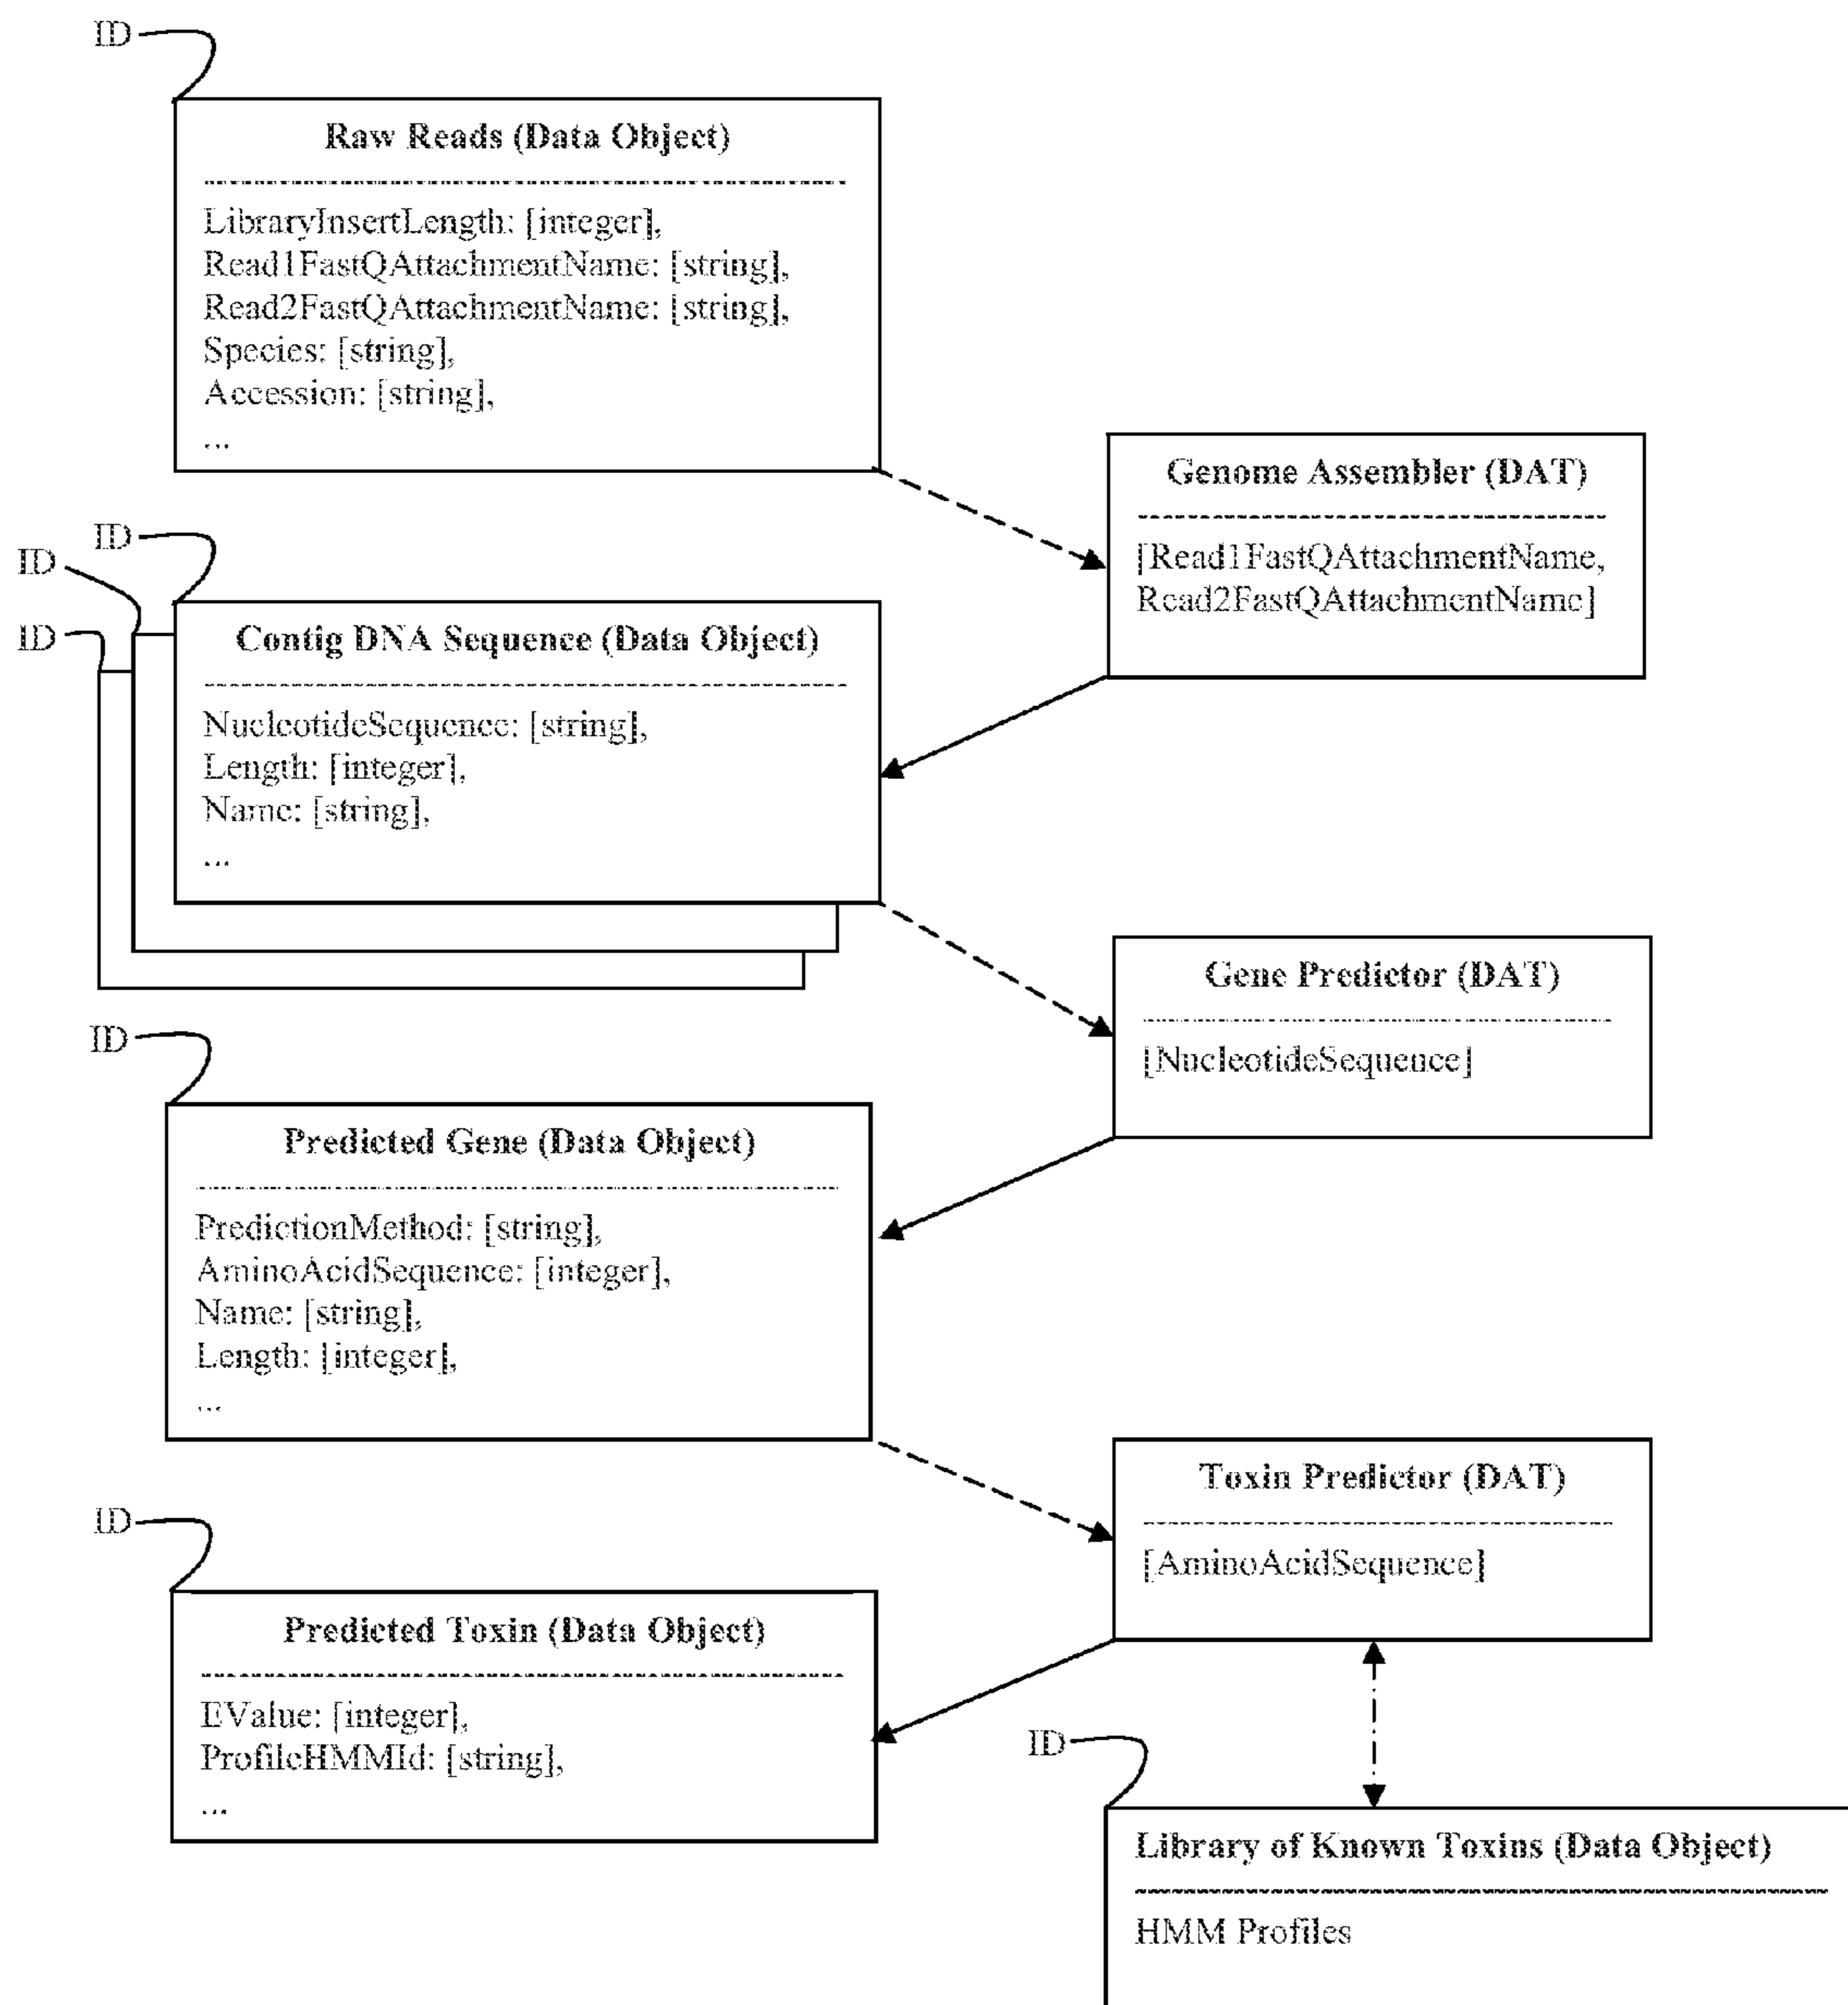 ID
Raw Reads (Data Object)
LibraryInsertLength: [integer],
Read1FastQAttachmentName: [string],
Read2FastQAttachmentName: [string],
Species: [string],
Accession: [string],
...
Genome Assembler (DAT)
[Read1FastQAttachmentName,
Read2FastQAttachmentName]
ID
ID
ID
Contig DNA Sequence (Data Object)
NucleotideSequence: [string],
Length: [integer],
Name: [string],
...
Gene Predictor (DAT)
[NucleotideSequence]
ID
Predicted Gene (Data Object)
PredictionMethod: [string],
AminoAcidSequence: [integer],
Name: [string],
Length: [integer],
...
Toxin Predictor (DAT)
[AminoAcidSequence]
ID
Predicted Toxin (Data Object)
EValue: [integer],
ProfileHMMId: [string],
...
ID
Library of Known Toxins (Data Object)
HMM Profiles